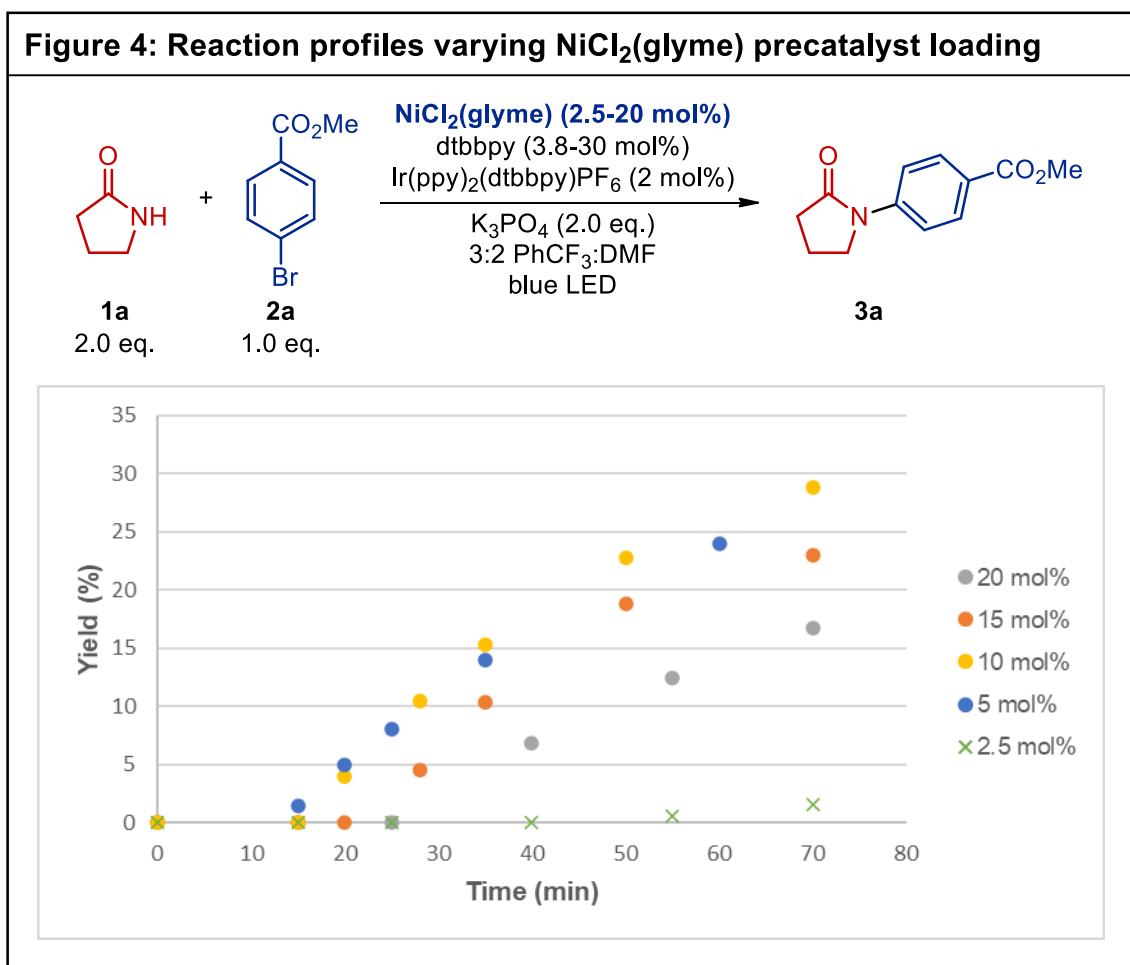 Figure 4: Reaction profiles varying NiCl₂(glyme) precatalyst loading
O
NH
1a
2.0 eq.
+
CO₂Me
Br
2a
1.0 eq.
NiCl₂(glyme) (2.5-20 mol%)
dtbbpy (3.8-30 mol%)
Ir(ppy)₂(dtbbpy)PF₆ (2 mol%)
K₃PO₄ (2.0 eq.)
3:2 PhCF₃:DMF
blue LED
O
N
CO₂Me
3a
Yield (%)
35
30
25
20
15
10
5
0
0 10 20 30 40 50 60 70 80
Time (min)
20 mol%
15 mol%
10 mol%
5 mol%
2.5 mol%